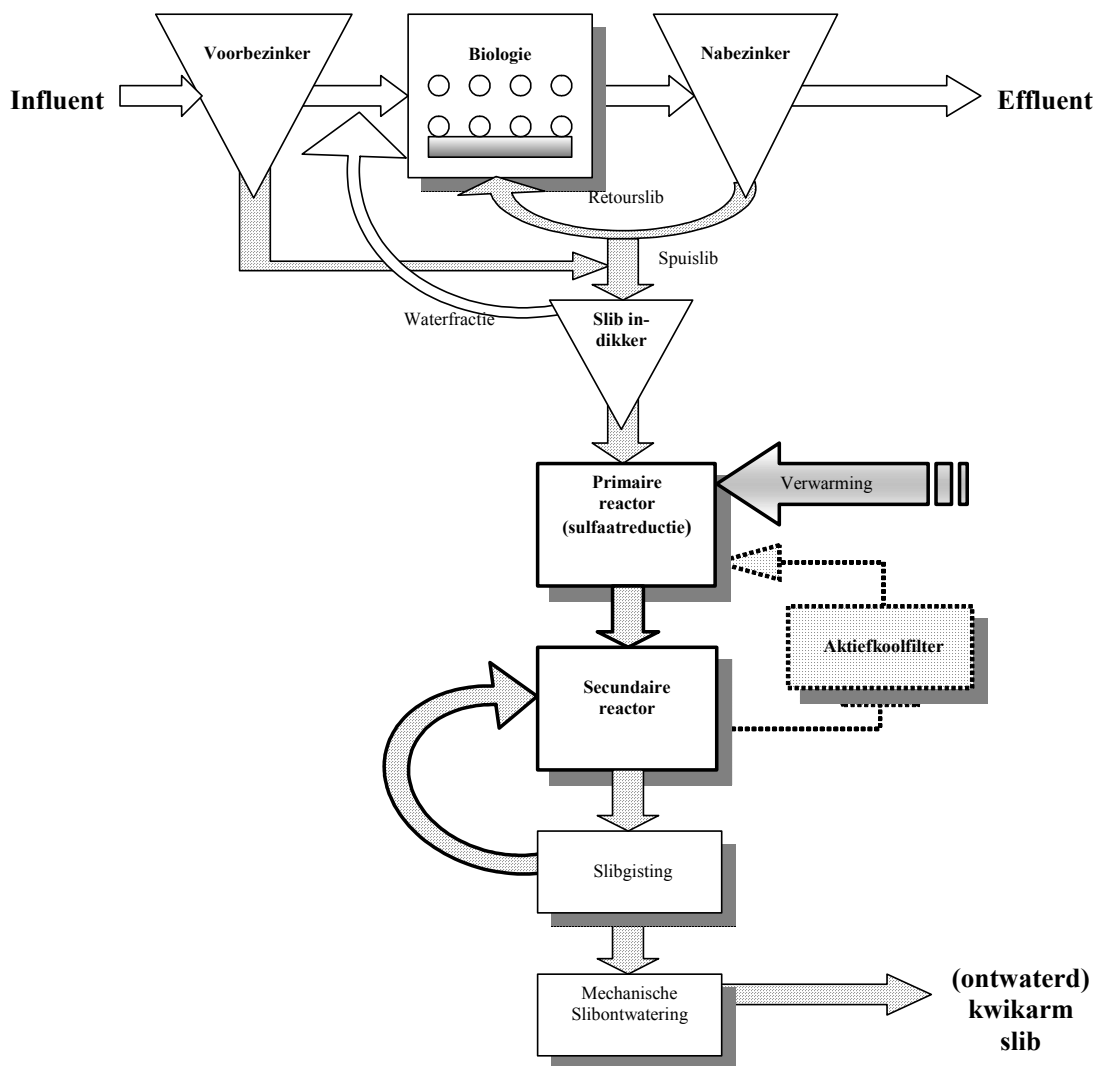 Voorbezinker
Biologie
Nabezinker
Influent
Effluent
Retourslib
Spuislib
Waterfractie
Slib in-
dikker
Primaire
reactor
(sulfaatreductie)
Verwarming
Aktiefkoolfilter
Secundaire
reactor
Slibgisting
Mechanische
Slibontwatering
(ontwaterd)
kwikarm
slib